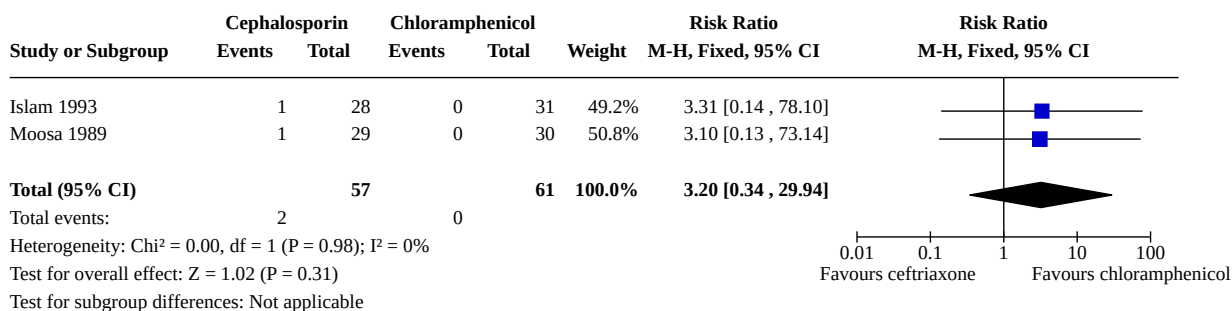 Cephalosporin Chloramphenicol Risk Ratio Risk Ratio
Study or Subgroup Events Total Events Total Weight M-H, Fixed, 95% CI M-H, Fixed, 95% CI
Islam 1993 1 28 0 31 49.2% 3.31 [0.14 , 78.10]
Moosa 1989 1 29 0 30 50.8% 3.10 [0.13 , 73.14]
Total (95% CI) 57 61 100.0% 3.20 [0.34 , 29.94]
Total events: 2 0
Heterogeneity: Chi² = 0.00, df = 1 (P = 0.98); I² = 0%
0.01 0.1 1 10 100
Test for overall effect: Z = 1.02 (P = 0.31)
Favours ceftriaxone Favours chloramphenicol
Test for subgroup differences: Not applicable